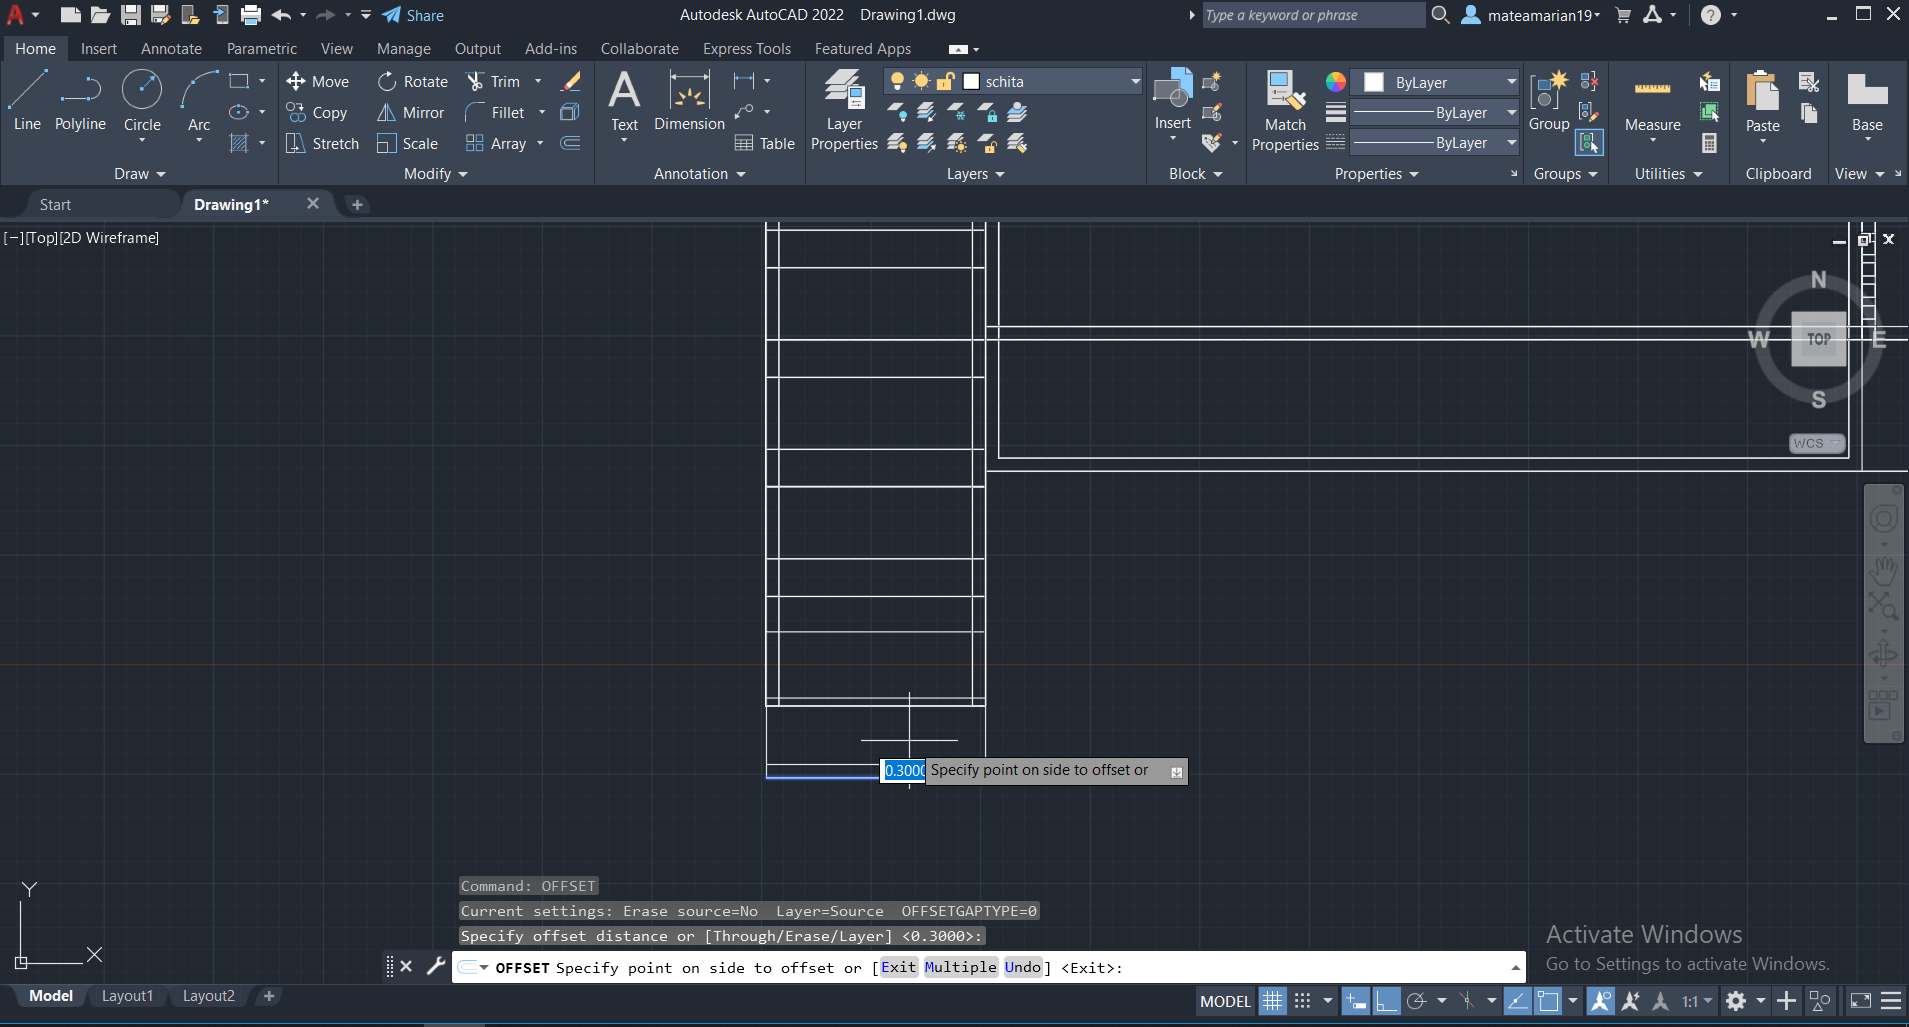 Share
Autodesk AutoCAD 2022 Drawing1.dwg
Type a keyword or phrase
mateamarian19
Home Insert Annotate Parametric View Manage Output Add-ins Collaborate Express Tools Featured Apps
Line Polyline Circle Arc
Draw
Move Rotate Trim
Copy Mirror Fillet
Stretch Scale Array
Modify
Text Dimension Table
Annotation
Layer
Properties
schita
Layers
Insert
Block
Match
Properties
ByLayer
ByLayer
ByLayer
Properties
Group
Groups
Measure
Utilities
Paste
Clipboard
Base
View
Start Drawing1*
[−][Top][2D Wireframe]
N
W TOP E
S
WCS
0.3000 Specify point on side to offset or
Y
X
Command: OFFSET
Current settings: Erase source=No Layer=Source OFFSETGAPTYPE=0
Specify offset distance or [Through/Erase/Layer] <0.3000>:
OFFSET Specify point on side to offset or [Exit Multiple Undo] <Exit>:
Activate Windows
Go to Settings to activate Windows.
Model Layout1 Layout2 +
MODEL 1:1